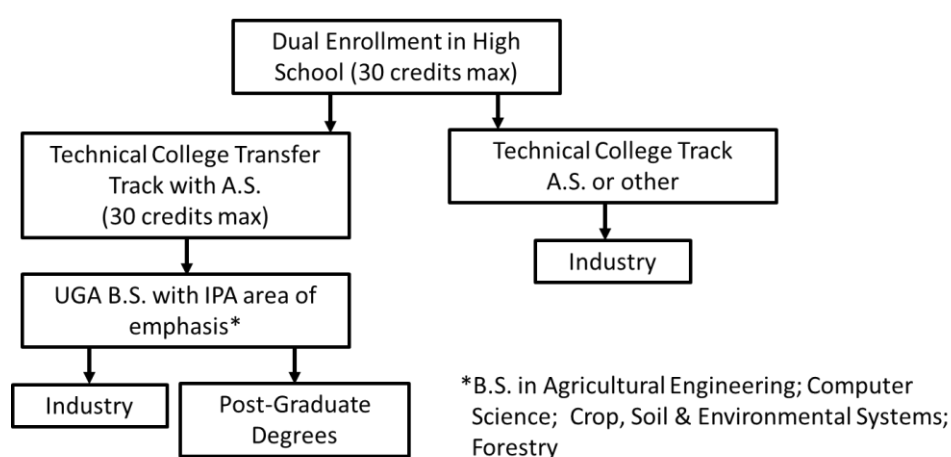 Dual Enrollment in High
School (30 credits max)
Technical College Transfer
Track with A.S.
(30 credits max)
Technical College Track
A.S. or other
Industry
UGA B.S. with IPA area of
emphasis*
Industry
Post-Graduate
Degrees
*B.S. in Agricultural Engineering; Computer
Science;  Crop, Soil & Environmental Systems;
Forestry